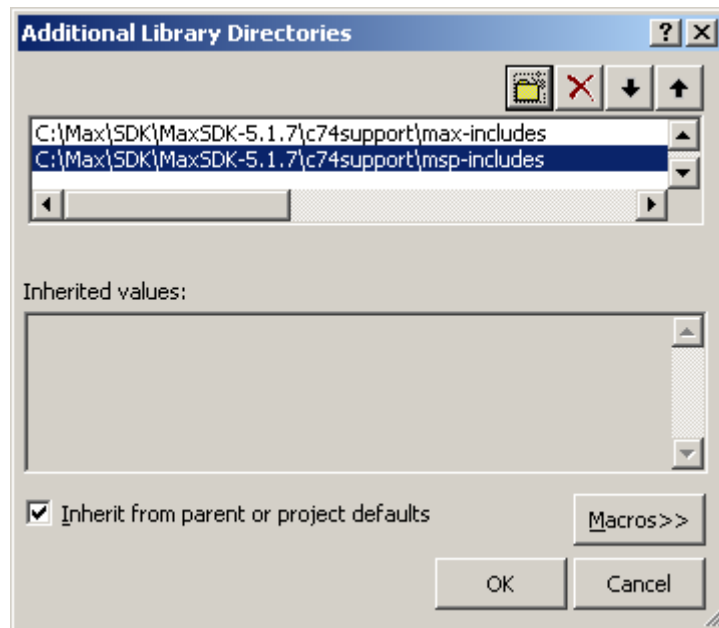 Additional Library Directories
C:\Max\SDK\MaxSDK-5.1.7\c74support\max-includes
C:\Max\SDK\MaxSDK-5.1.7\c74support\msp-includes
Inherited values:
Inherit from parent or project defaults
Macros>>
OK
Cancel